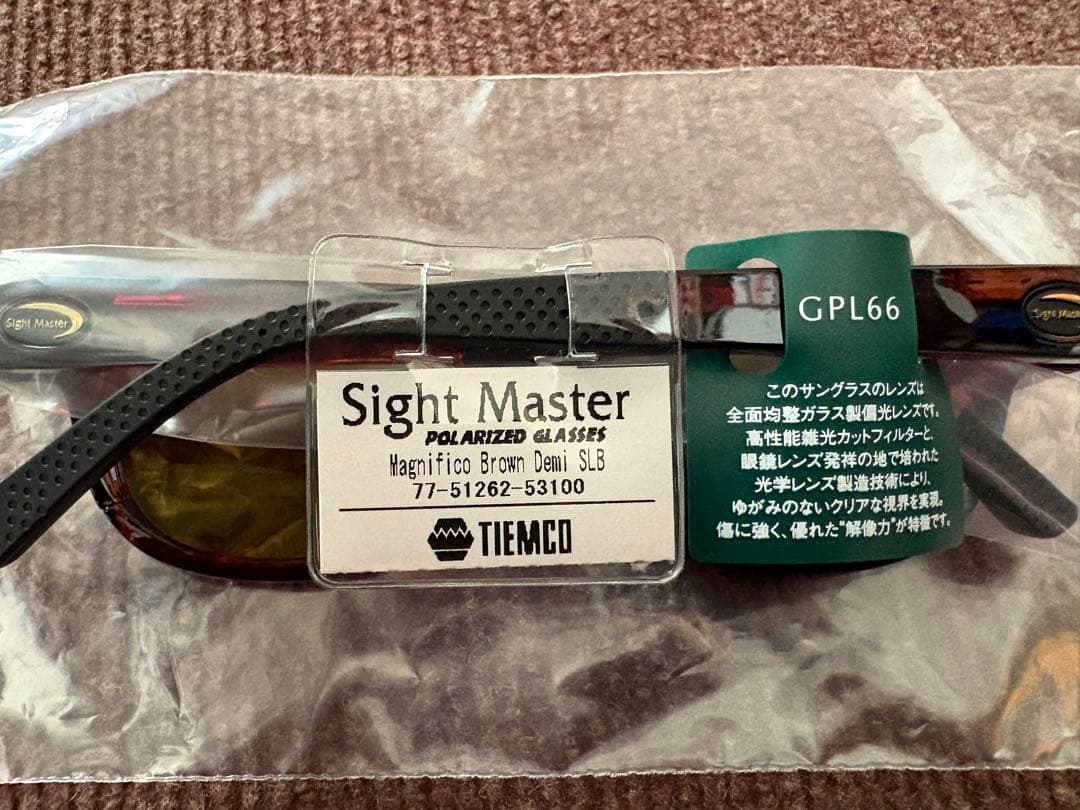 Sight Master
Sight Master
POLARIZED GLASSES
Magnifico Brown Demi SLB
77-51262-53100
TIEMCO
GPL66
このサングラスのレンズは
全面均整ガラス製偏光レンズです。
高性能雑光カットフィルターと、
眼鏡レンズ発祥の地で培われた
光学レンズ製造技術により、
ゆがみのないクリアな視界を実現。
傷に強く、優れた"解像力"が特徴です。
Sight Master